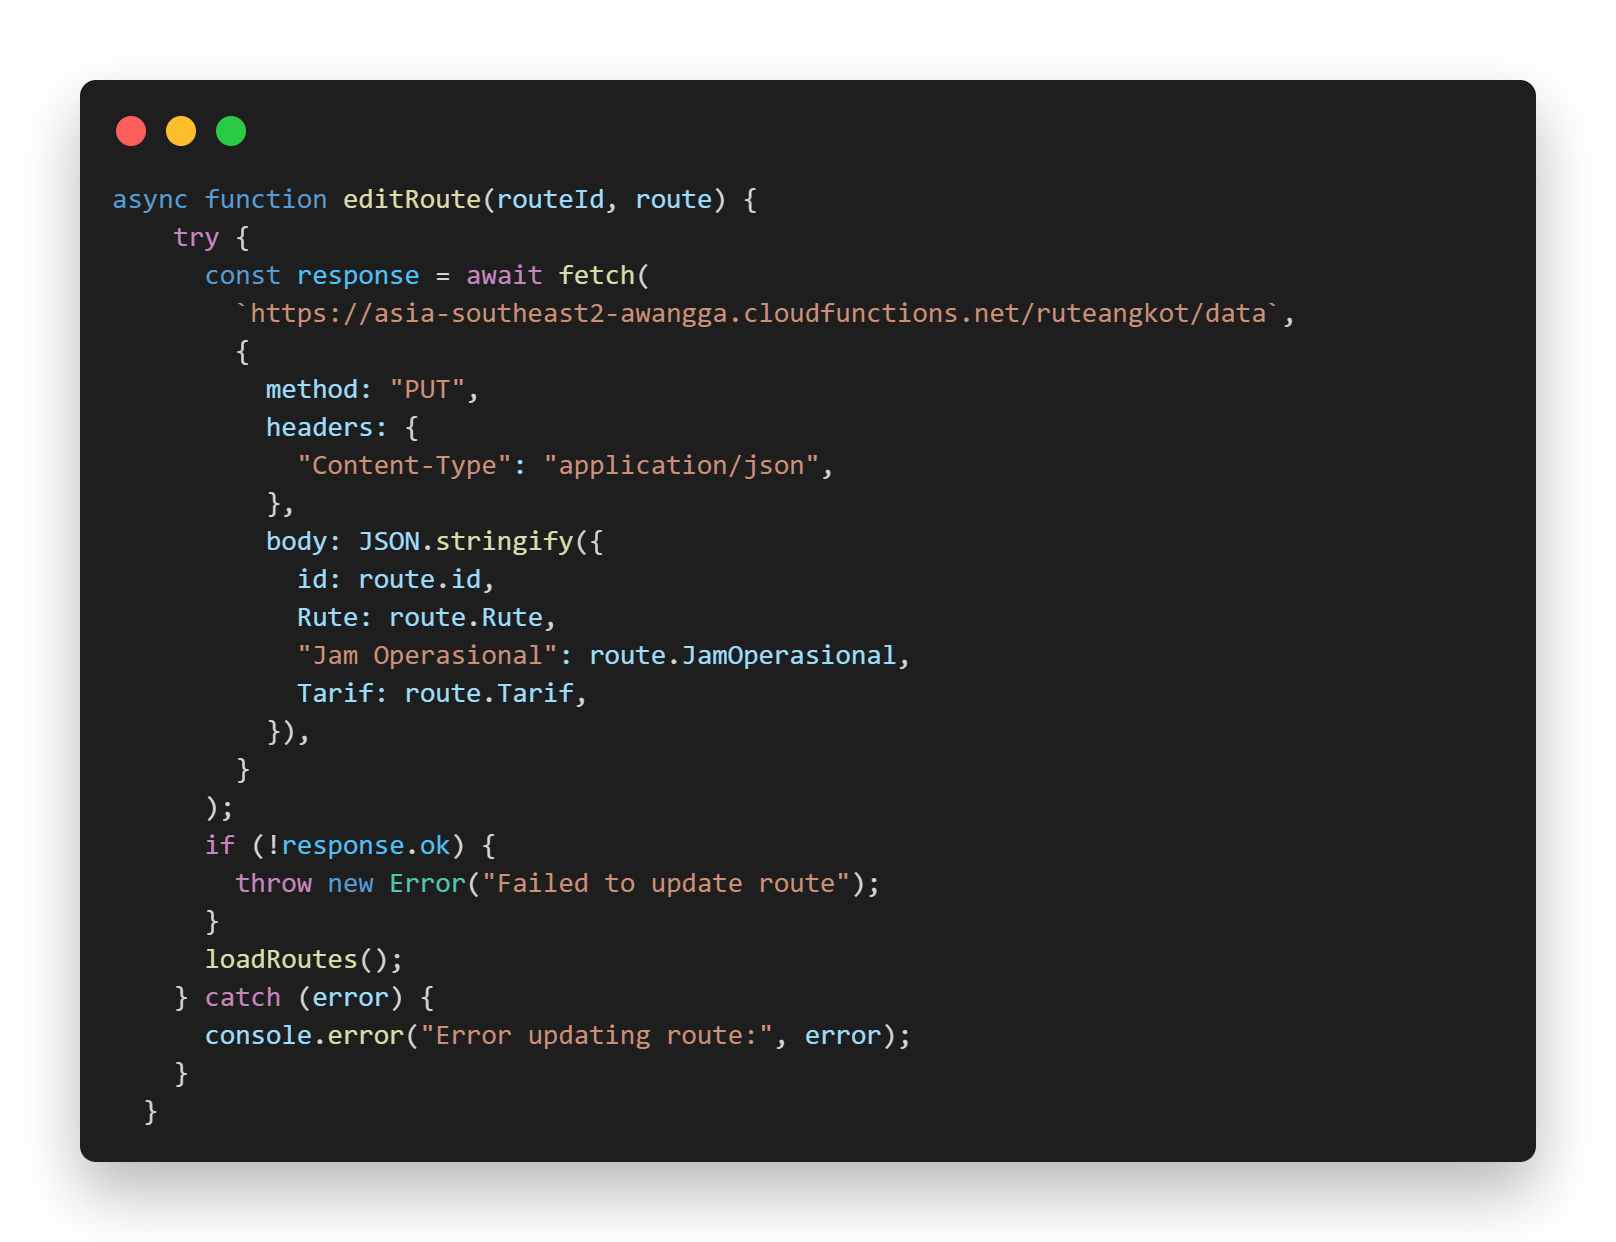 async function editRoute(routeId, route) {
    try {
      const response = await fetch(
        `https://asia-southeast2-awangga.cloudfunctions.net/ruteangkot/data`,
        {
          method: "PUT",
          headers: {
            "Content-Type": "application/json",
          },
          body: JSON.stringify({
            id: route.id,
            Rute: route.Rute,
            "Jam Operasional": route.JamOperasional,
            Tarif: route.Tarif,
          }),
        }
      );
      if (!response.ok) {
        throw new Error("Failed to update route");
      }
      loadRoutes();
    } catch (error) {
      console.error("Error updating route:", error);
    }
  }